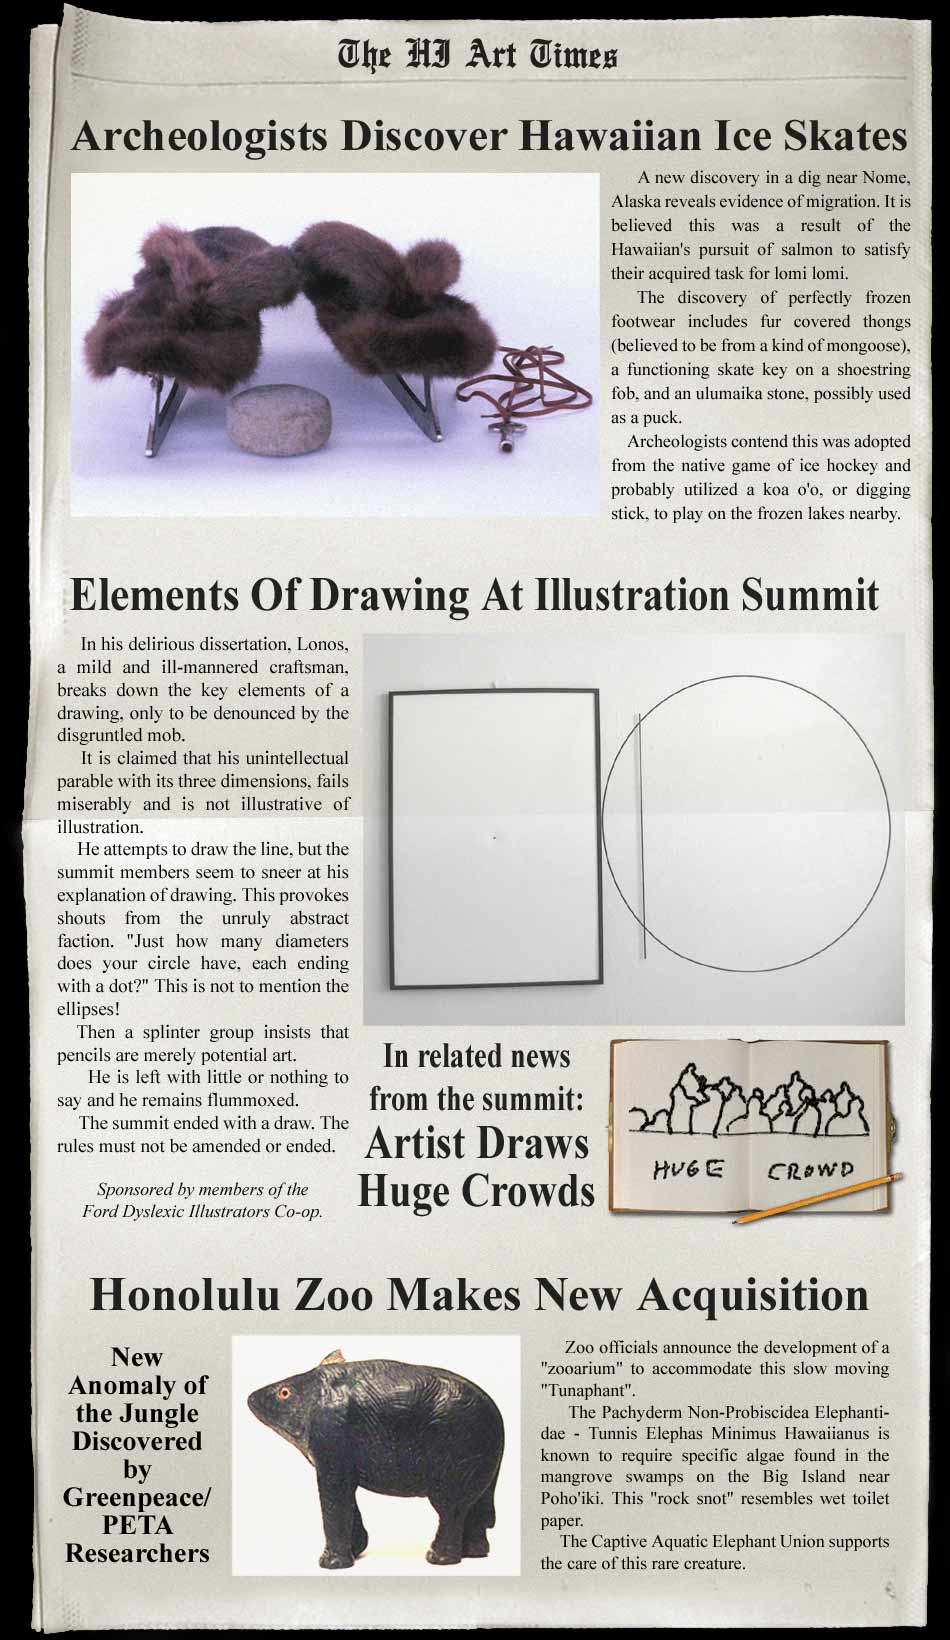 The HI Art Times
Archeologists Discover Hawaiian Ice Skates
A new discovery in a dig near Nome,
Alaska reveals evidence of migration. It is
believed this was a result of the
Hawaiian's pursuit of salmon to satisfy
their acquired task for lomi lomi.
The discovery of perfectly frozen
footwear includes fur covered thongs
(believed to be from a kind of mongoose),
a functioning skate key on a shoestring
fob, and an ulumaika stone, possibly used
as a puck.
Archeologists contend this was adopted
from the native game of ice hockey and
probably utilized a koa o'o, or digging
stick, to play on the frozen lakes nearby.
Elements Of Drawing At Illustration Summit
In his delirious dissertation, Lonos,
a mild and ill-mannered craftsman,
breaks down the key elements of a
drawing, only to be denounced by the
disgruntled mob.
It is claimed that his unintellectual
parable with its three dimensions, fails
miserably and is not illustrative of
illustration.
He attempts to draw the line, but the
summit members seem to sneer at his
explanation of drawing. This provokes
shouts from the unruly abstract
faction. "Just how many diameters
does your circle have, each ending
with a dot?" This is not to mention the
ellipses!
Then a splinter group insists that
pencils are merely potential art.
He is left with little or nothing to
say and he remains flummoxed.
The summit ended with a draw. The
rules must not be amended or ended.
Sponsored by members of the
Ford Dyslexic Illustrators Co-op.
In related news
from the summit:
Artist Draws
Huge Crowds
HUGE CROWD
Honolulu Zoo Makes New Acquisition
New
Anomaly of
the Jungle
Discovered
by
Greenpeace/
PETA
Researchers
Zoo officials announce the development of a
"zooarium" to accommodate this slow moving
"Tunaphant".
The Pachyderm Non-Probiscidea Elephanti-
dae - Tunnis Elephas Minimus Hawaiianus is
known to require specific algae found in the
mangrove swamps on the Big Island near
Poho'iki. This "rock snot" resembles wet toilet
paper.
The Captive Aquatic Elephant Union supports
the care of this rare creature.